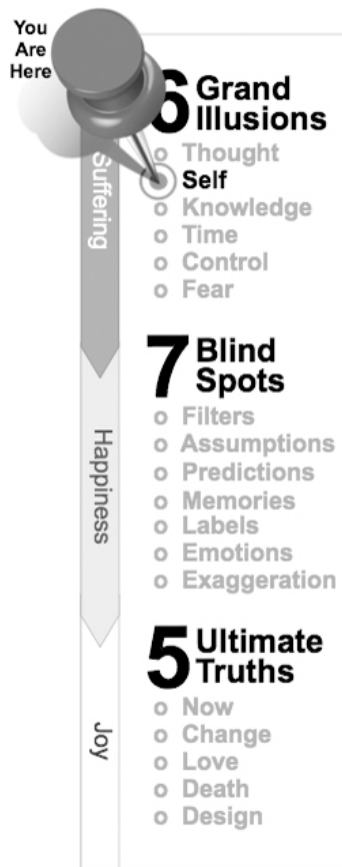 You
Are
Here
6 Grand
Illusions
o Thought
o Self
o Knowledge
o Time
o Control
o Fear
Suffering
7 Blind
Spots
o Filters
o Assumptions
o Predictions
o Memories
o Labels
o Emotions
o Exaggeration
Happiness
5 Ultimate
Truths
o Now
o Change
o Love
o Death
o Design
Joy